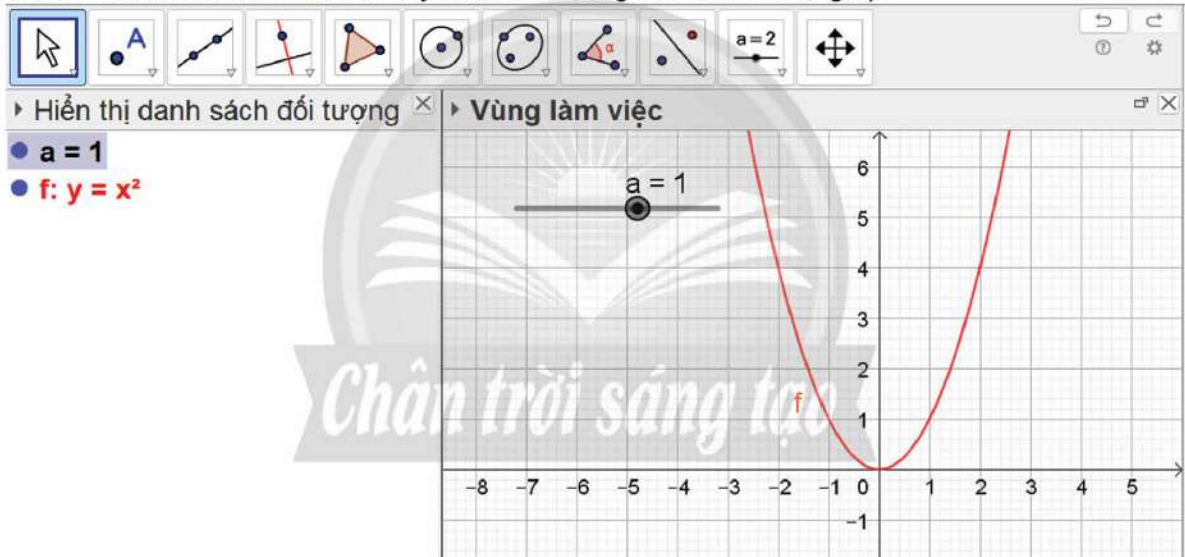 A
α
a = 2
Hiển thị danh sách đối tượng
Vùng làm việc
a = 1
f: y = x²
a = 1
6
5
4
3
2
1
f
−8 −7 −6 −5 −4 −3 −2 −1 0 1 2 3 4 5
−1
Chân trời sáng tạo